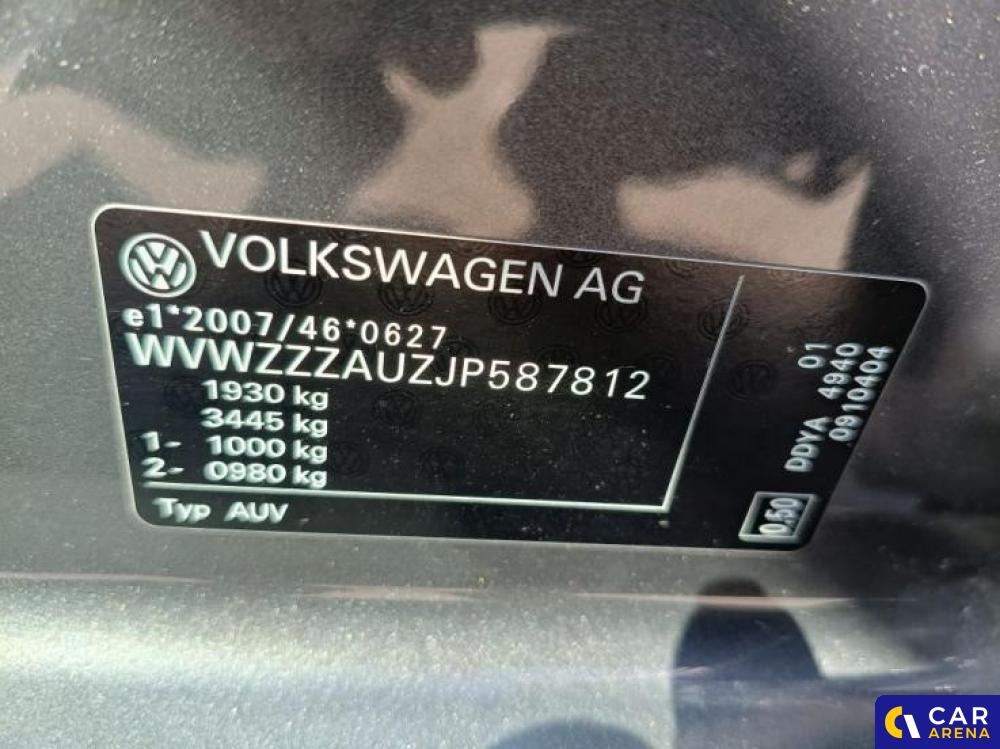 VOLKSWAGEN AG
e1*2007/46*0627
WVWZZZAUZJP587812
1930 kg
3445 kg
1- 1000 kg
2- 0980 kg
Typ AUV
01
DDYA 4940
0910404
0.50
CAR
ARENA